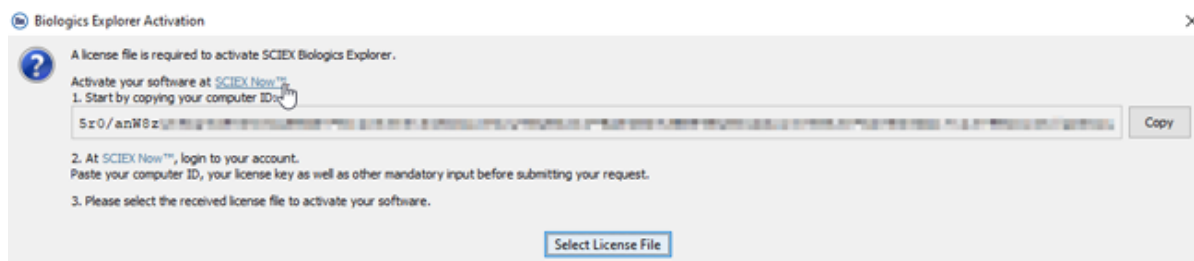 Biologics Explorer Activation
A license file is required to activate SCIEX Biologics Explorer.
Activate your software at SCIEX Now™
1. Start by copying your computer ID:
5r0/anW8z
Copy
2. At SCIEX Now™, login to your account.
Paste your computer ID, your license key as well as other mandatory input before submitting your request.
3. Please select the received license file to activate your software.
Select License File